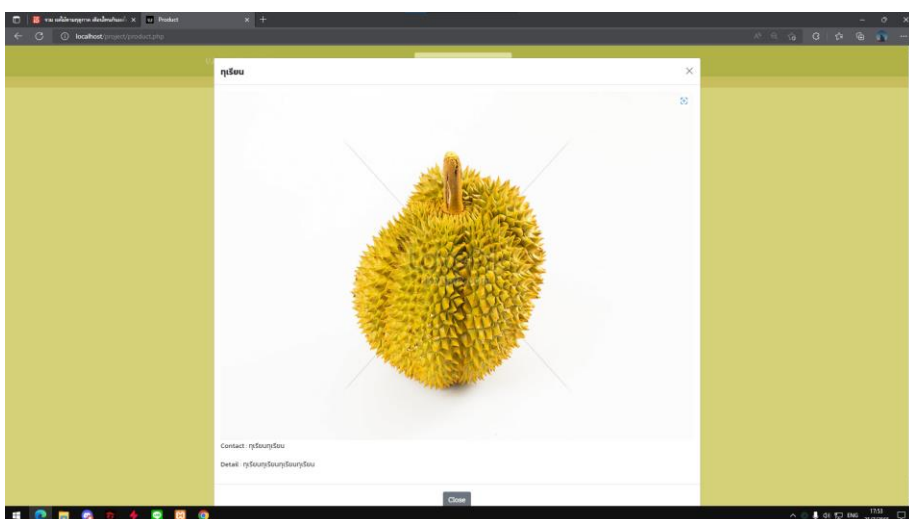 Product
localhost/project/product.php
ทุเรียน
Contact : ทุเรียนทุเรียน
Detail : ทุเรียนทุเรียนทุเรียนทุเรียน
Close
ENG
17:53